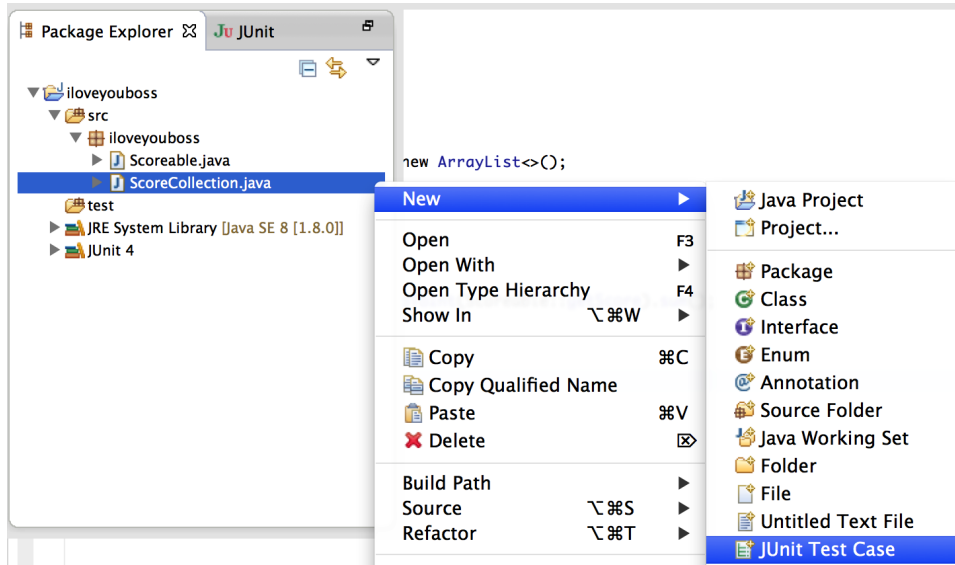 Package Explorer
JU JUnit
iloveyouboss
src
iloveyouboss
Scoreable.java
ScoreCollection.java
test
JRE System Library [Java SE 8 [1.8.0]]
JUnit 4
new ArrayList<>();
New
Open F3
Open With
Open Type Hierarchy F4
Show In ⌥⌘W
Copy ⌘C
Copy Qualified Name
Paste ⌘V
Delete ⌦
Build Path
Source ⌥⌘S
Refactor ⌥⌘T
Java Project
Project...
Package
Class
Interface
Enum
Annotation
Source Folder
Java Working Set
Folder
File
Untitled Text File
JUnit Test Case